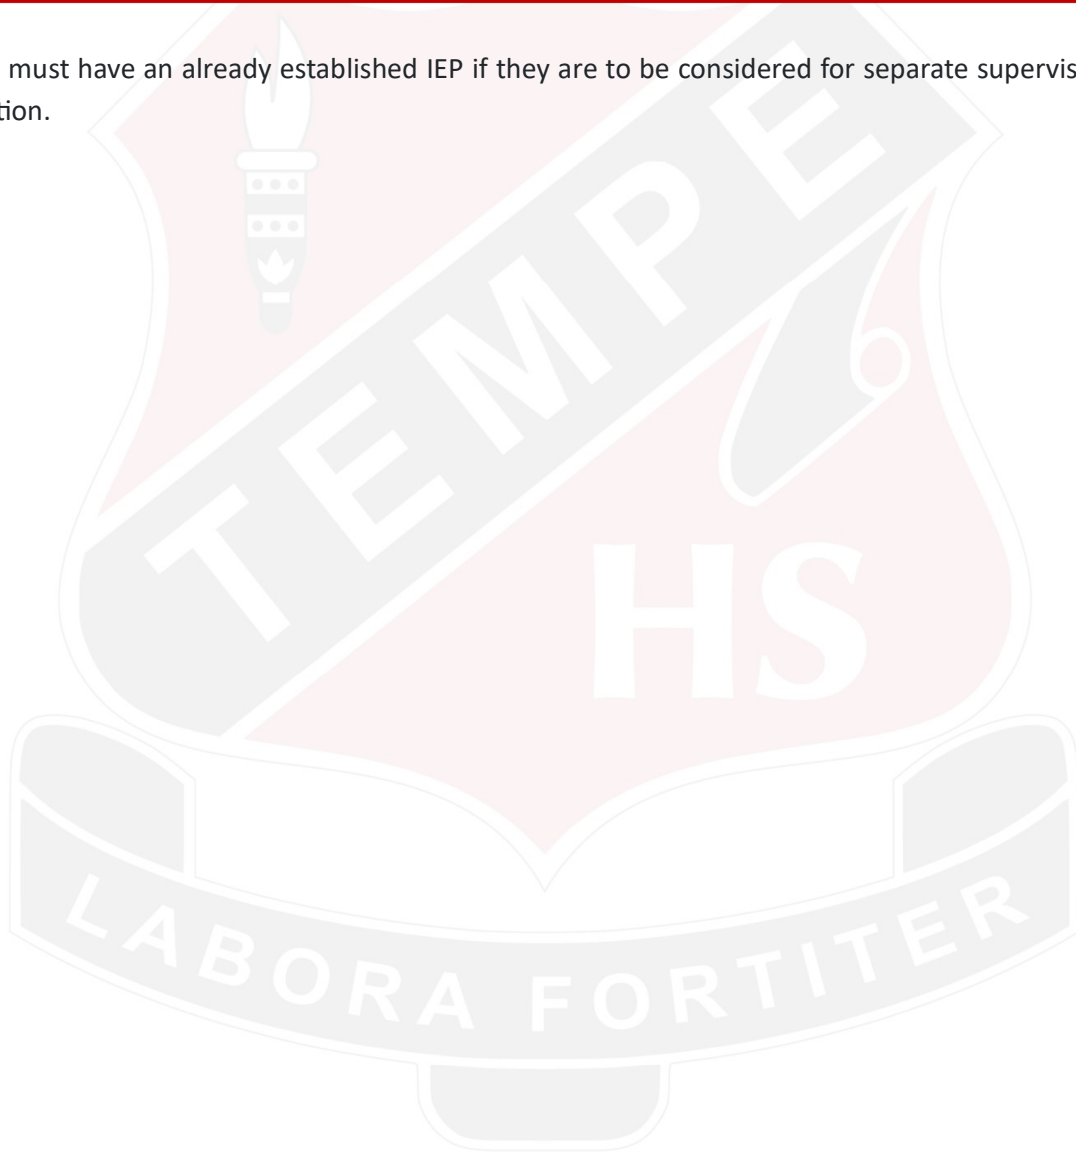 must have an already established IEP if they are to be considered for separate supervis
tion.
TEMPE
HS
LABORA FORTITER